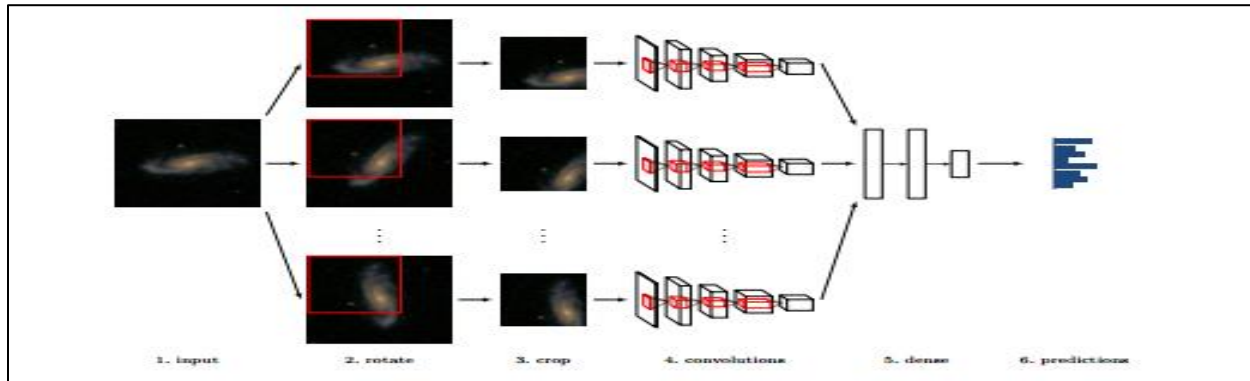 1. input 2. rotate 3. crop 4. convolutions 5. dense 6. predictions